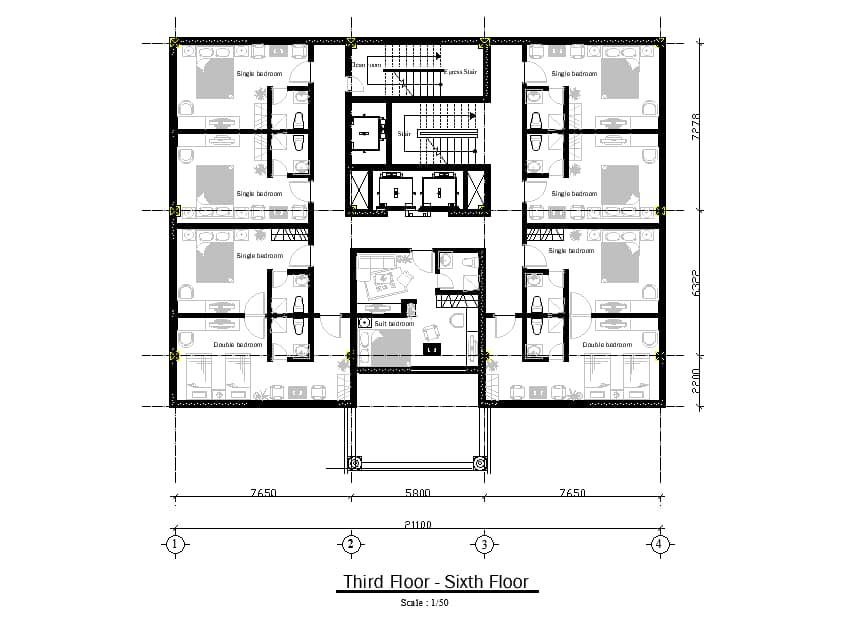 Clean room
Egress Stair
Single bedroom
Single bedroom
Stair
7278
Single bedroom
Single bedroom
Single bedroom
Single bedroom
6322
Suit bedroom
Double bedroom
Double bedroom
2200
7650
5800
7650
21100
1
2
3
4
Third Floor - Sixth Floor
Scale : 1/50